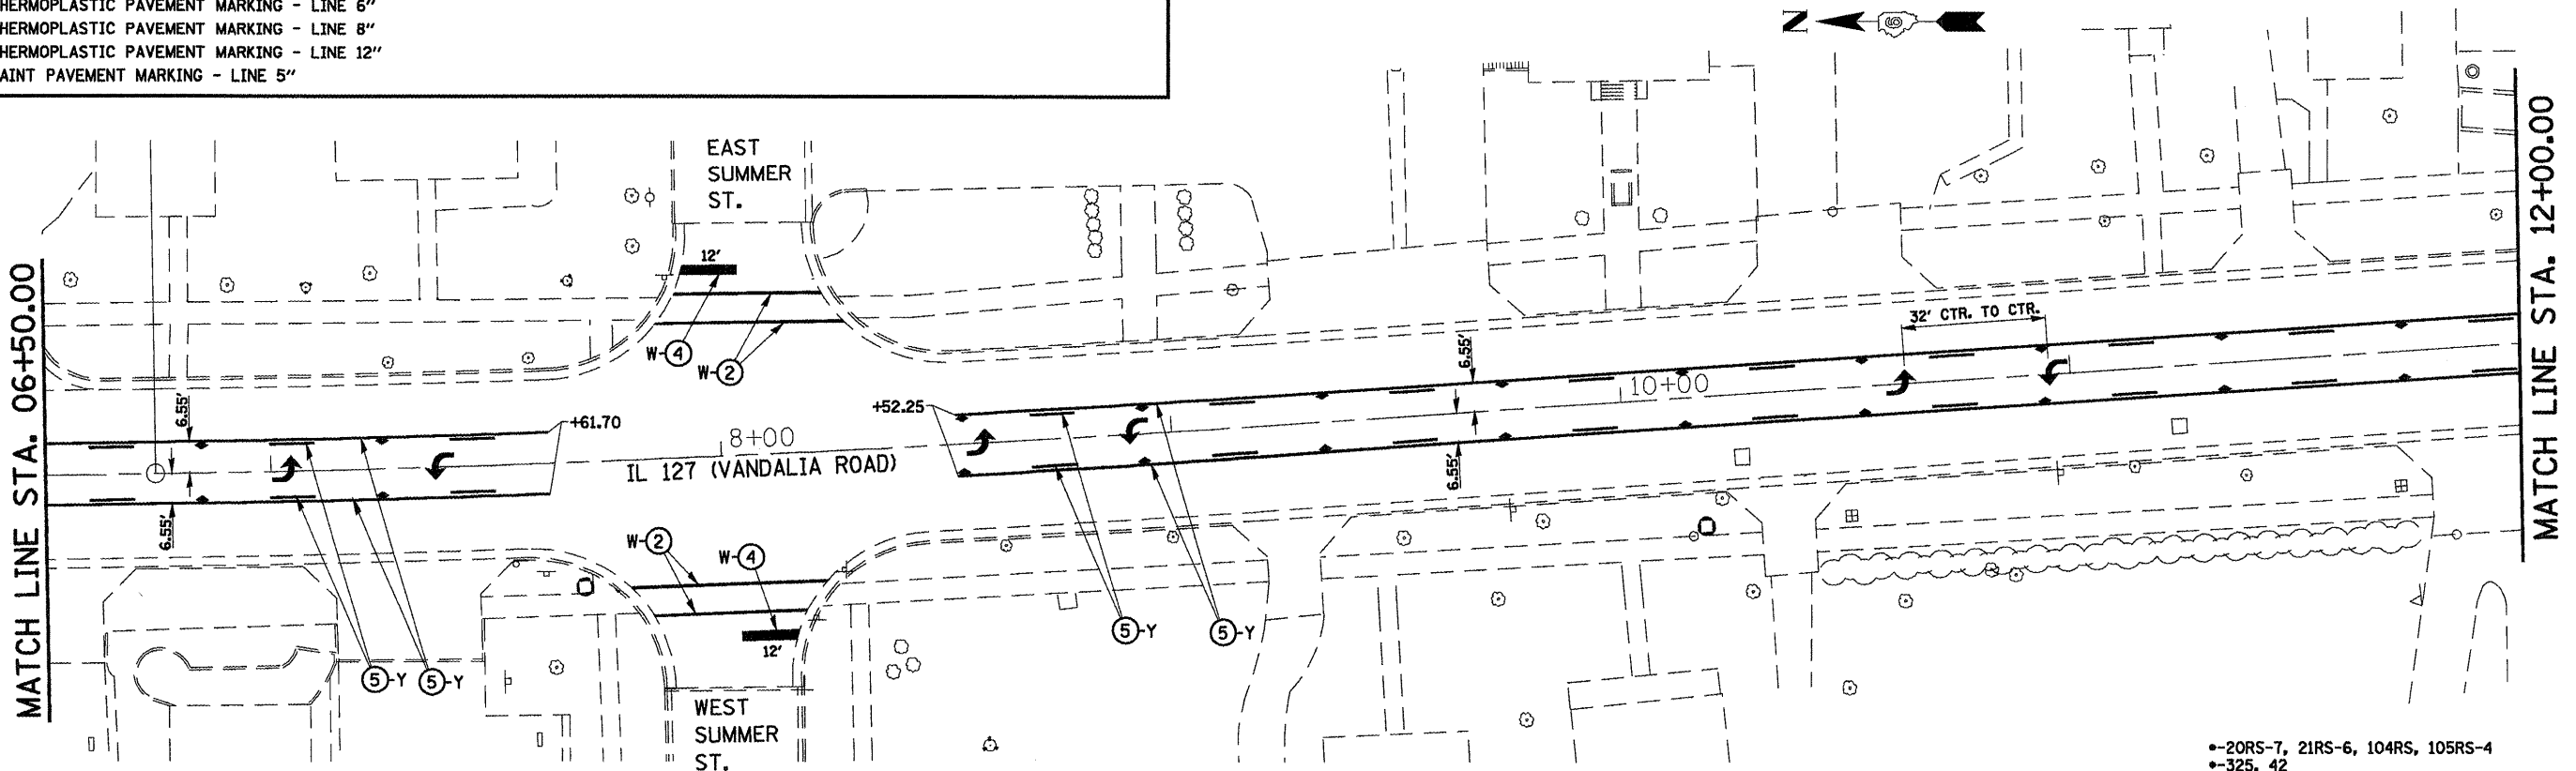 HERMOPLASTIC PAVEMENT MARKING - LINE 6"
HERMOPLASTIC PAVEMENT MARKING - LINE 8"
HERMOPLASTIC PAVEMENT MARKING - LINE 12"
AINT PAVEMENT MARKING - LINE 5"
N
MATCH LINE STA. 06+50.00
EAST
SUMMER
ST.
12'
W-4
W-2
6.55'
6.55'
+61.70
8+00
IL 127 (VANDALIA ROAD)
+52.25
6.55'
6.55'
10+00
32' CTR. TO CTR.
MATCH LINE STA. 12+00.00
W-2
W-4
12'
5-Y
5-Y
5-Y
5-Y
WEST
SUMMER
ST.
•-20RS-7, 21RS-6, 104RS, 105RS-4
•-325, 42